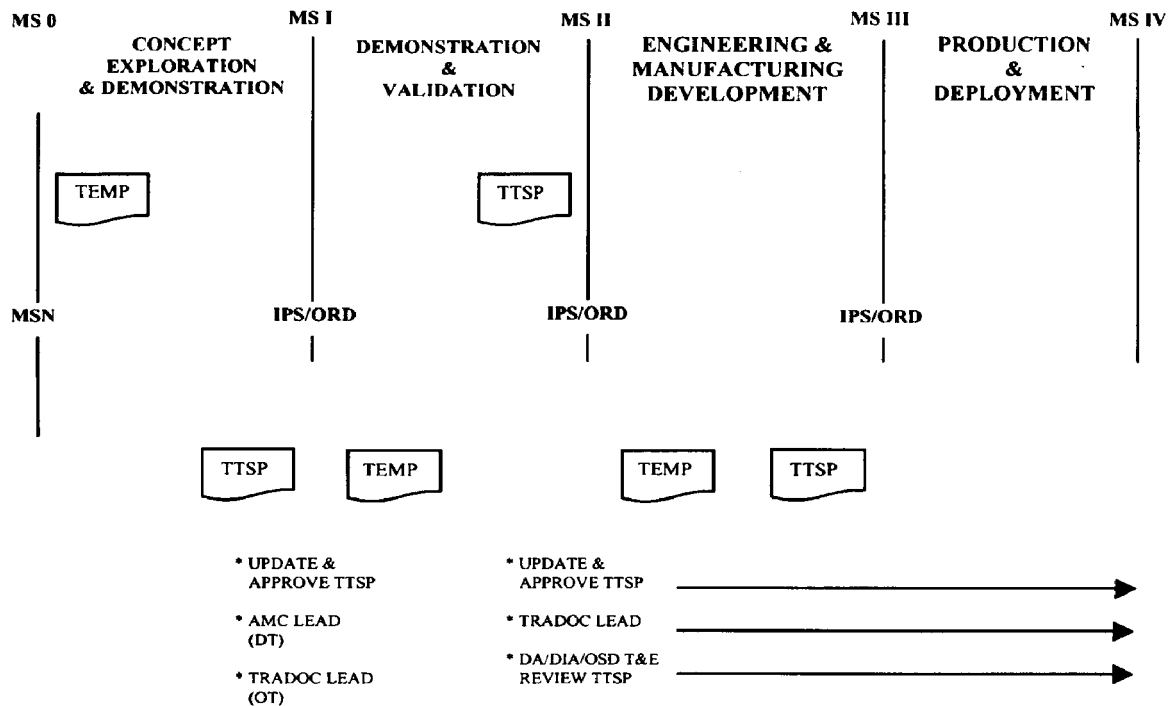 MS 0
MS I
MS II
MS III
MS IV
CONCEPT
EXPLORATION
& DEMONSTRATION
DEMONSTRATION
&
VALIDATION
ENGINEERING &
MANUFACTURING
DEVELOPMENT
PRODUCTION
&
DEPLOYMENT
TEMP
TTSP
MSN
IPS/ORD
IPS/ORD
IPS/ORD
TTSP
TEMP
TEMP
TTSP
* UPDATE &
APPROVE TTSP
* AMC LEAD
(DT)
* TRADOC LEAD
(OT)
* UPDATE &
APPROVE TTSP
* TRADOC LEAD
* DA/DIA/OSD T&E
REVIEW TTSP